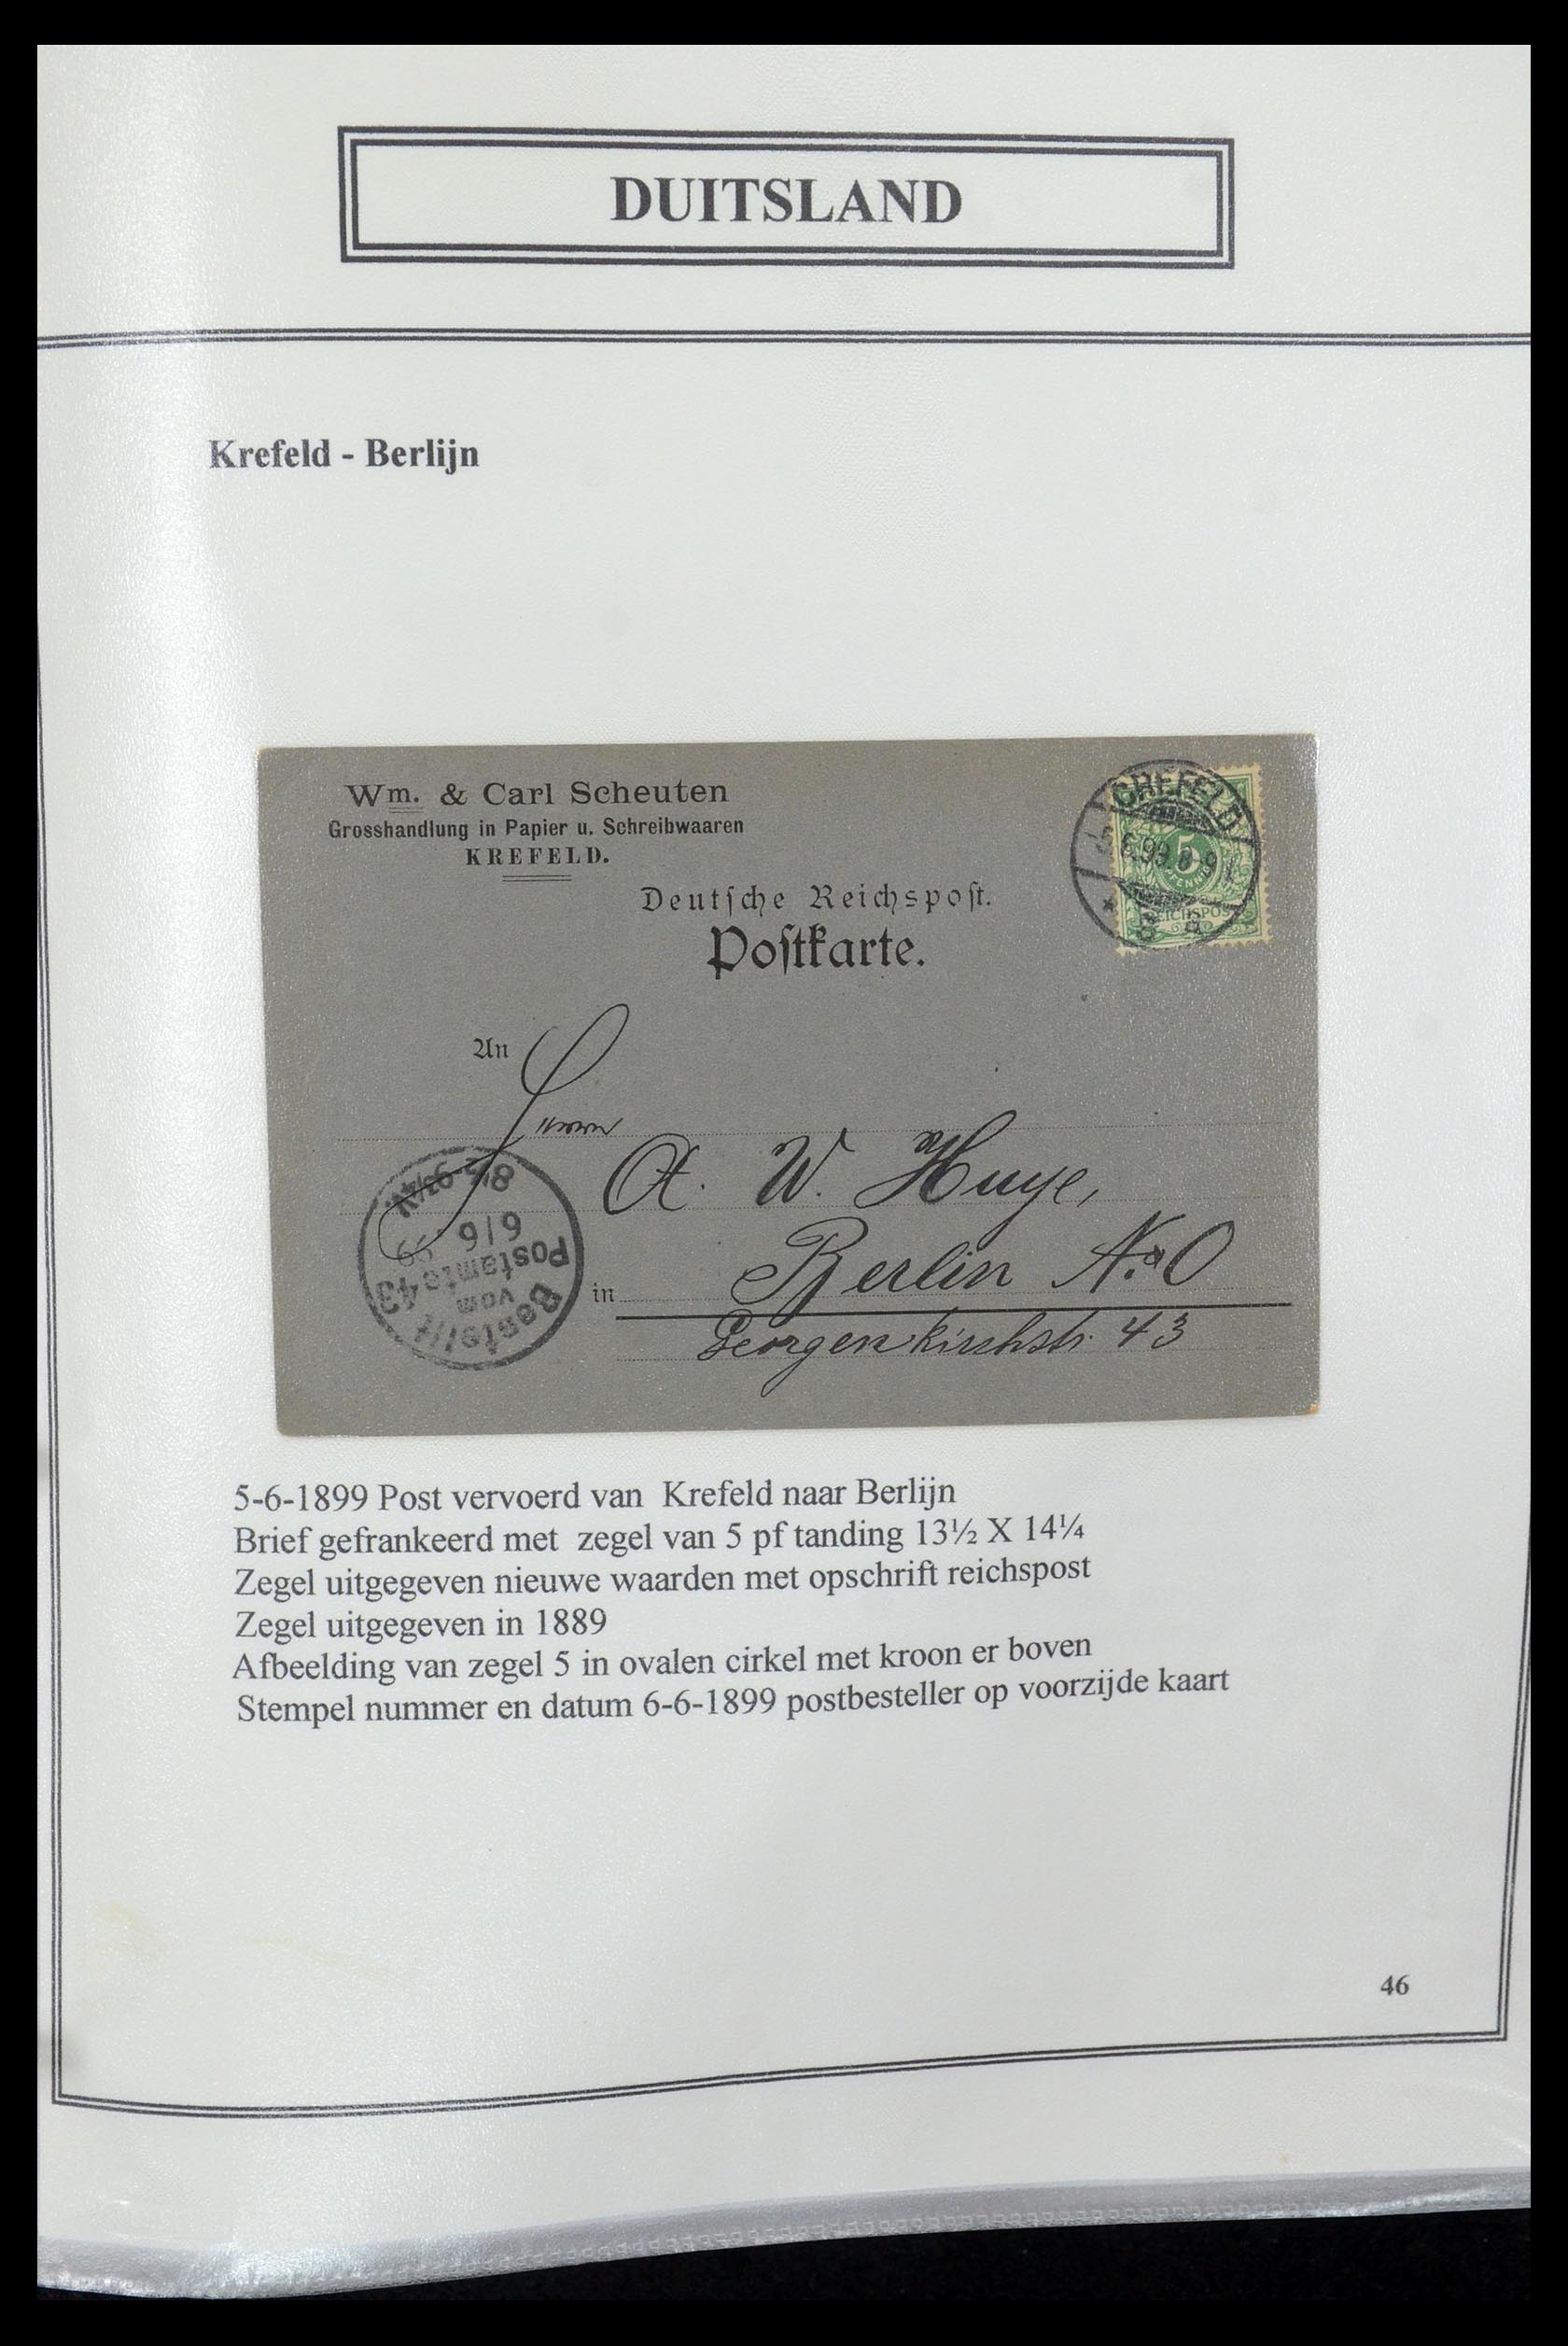 DUITSLAND
Krefeld - Berlijn
Wm. & Carl Scheuten
Grosshandlung in Papier u. Schreibwaaren
KREFELD.
Deutſche Reichspoſt.
Poſtkarte.
CREFELD
6.99. 8-9
5
PFENNIG
REICHSPOST
An
Herrn
A. W. Huye,
in Berlin N.O
Georgenkirchstr. 43
Bestellt
vom
Postamte 43
6/6 99
5-6-1899 Post vervoerd van Krefeld naar Berlijn
Brief gefrankeerd met zegel van 5 pf tanding 13½ X 14¼
Zegel uitgegeven nieuwe waarden met opschrift reichspost
Zegel uitgegeven in 1889
Afbeelding van zegel 5 in ovalen cirkel met kroon er boven
Stempel nummer en datum 6-6-1899 postbesteller op voorzijde kaart
46